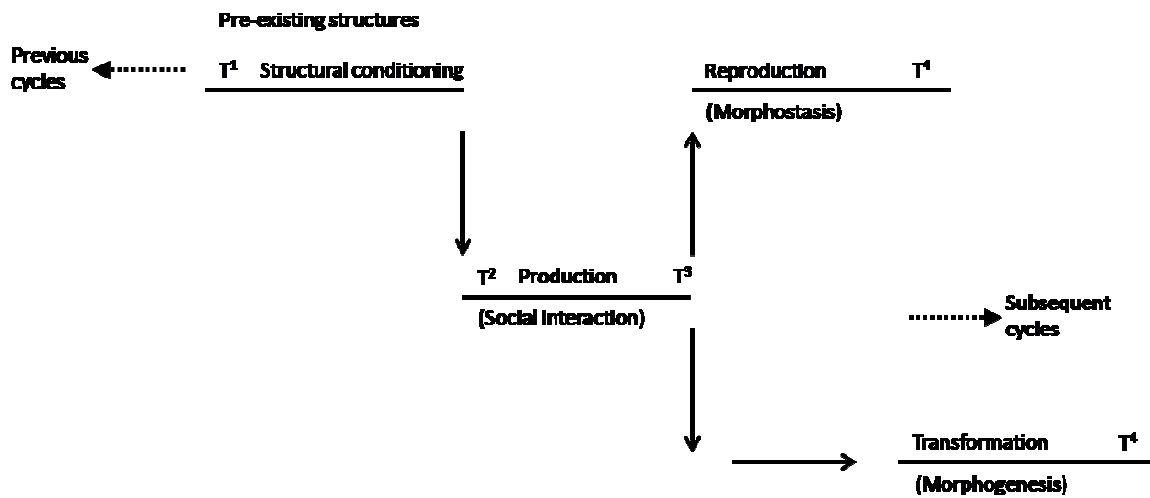 Pre-existing structures
Previous
cycles
T¹ Structural conditioning
Reproduction T⁴
(Morphostasis)
T² Production T³
(Social Interaction)
Subsequent
cycles
Transformation T⁴
(Morphogenesis)